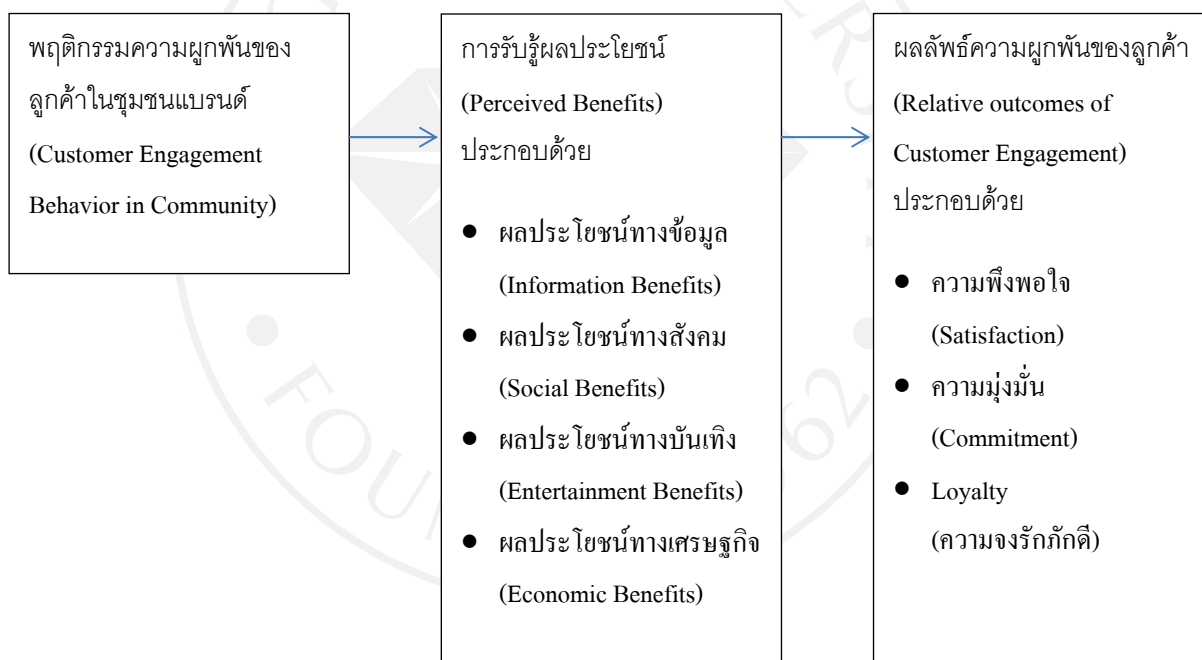 พฤติกรรมความผูกพันของ
ลูกค้าในชุมชนแบรนด์
(Customer Engagement
Behavior in Community)
การรับรู้ผลประโยชน์
(Perceived Benefits)
ประกอบด้วย
● ผลประโยชน์ทางข้อมูล
(Information Benefits)
● ผลประโยชน์ทางสังคม
(Social Benefits)
● ผลประโยชน์ทางบันเทิง
(Entertainment Benefits)
● ผลประโยชน์ทางเศรษฐกิจ
(Economic Benefits)
ผลลัพธ์ความผูกพันของลูกค้า
(Relative outcomes of
Customer Engagement)
ประกอบด้วย
● ความพึงพอใจ
(Satisfaction)
● ความมุ่งมั่น
(Commitment)
● Loyalty
(ความจงรักภักดี)